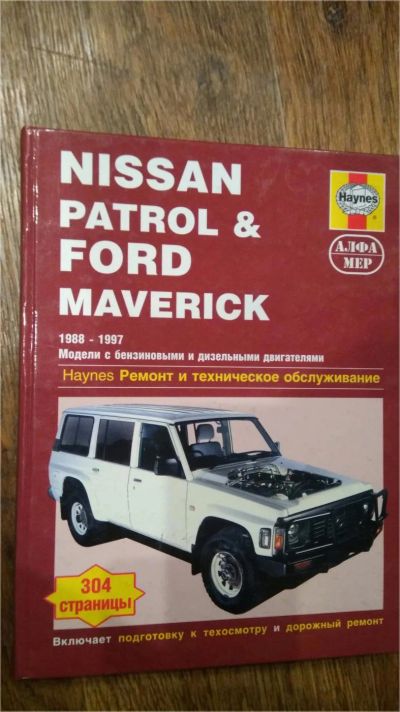 NISSAN
PATROL &
FORD
MAVERICK
Haynes
АЛФА
МЕР
1988 - 1997
Модели с бензиновыми и дизельными двигателями
Haynes Ремонт и техническое обслуживание
304
страницы
Включает подготовку к техосмотру и дорожный ремонт